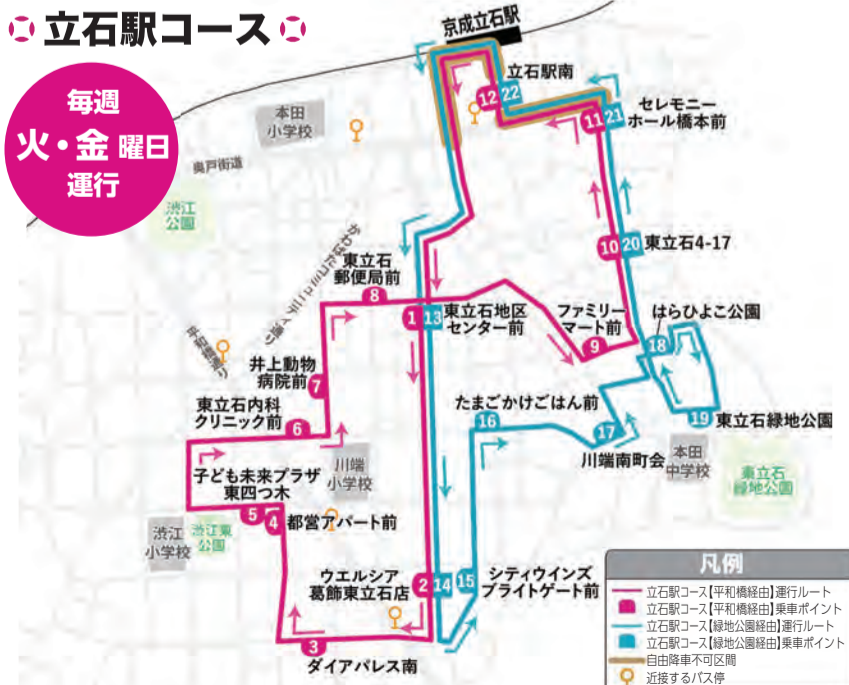 立石駅コース
毎週
火・金 曜日
運行
京成立石駅
立石駅南
12 22
セレモニー
ホール橋本前
11 21
本田
小学校
奥戸街道
渋江
公園
かわばたコミュニティ通り
東立石
郵便局前
8
10 20 東立石4-17
1 13 東立石地区
センター前
ファミリー
マート前
9
はらひよこ公園
18
井上動物
病院前
7
東立石内科
クリニック前
6
たまごかけごはん前
16
19 東立石緑地公園
17
川端南町会
本田
中学校
東立石
緑地公園
川端
小学校
子ども未来プラザ
東四つ木
5 4 都営アパート前
渋江
小学校
渋江東
公園
ウエルシア
葛飾東立石店
2 14 15
シティウインズ
ブライトゲート前
3
ダイアパレス南
凡例
立石駅コース【平和橋経由】運行ルート
立石駅コース【平和橋経由】乗車ポイント
立石駅コース【緑地公園経由】運行ルート
立石駅コース【緑地公園経由】乗車ポイント
自由降車不可区間
近接するバス停